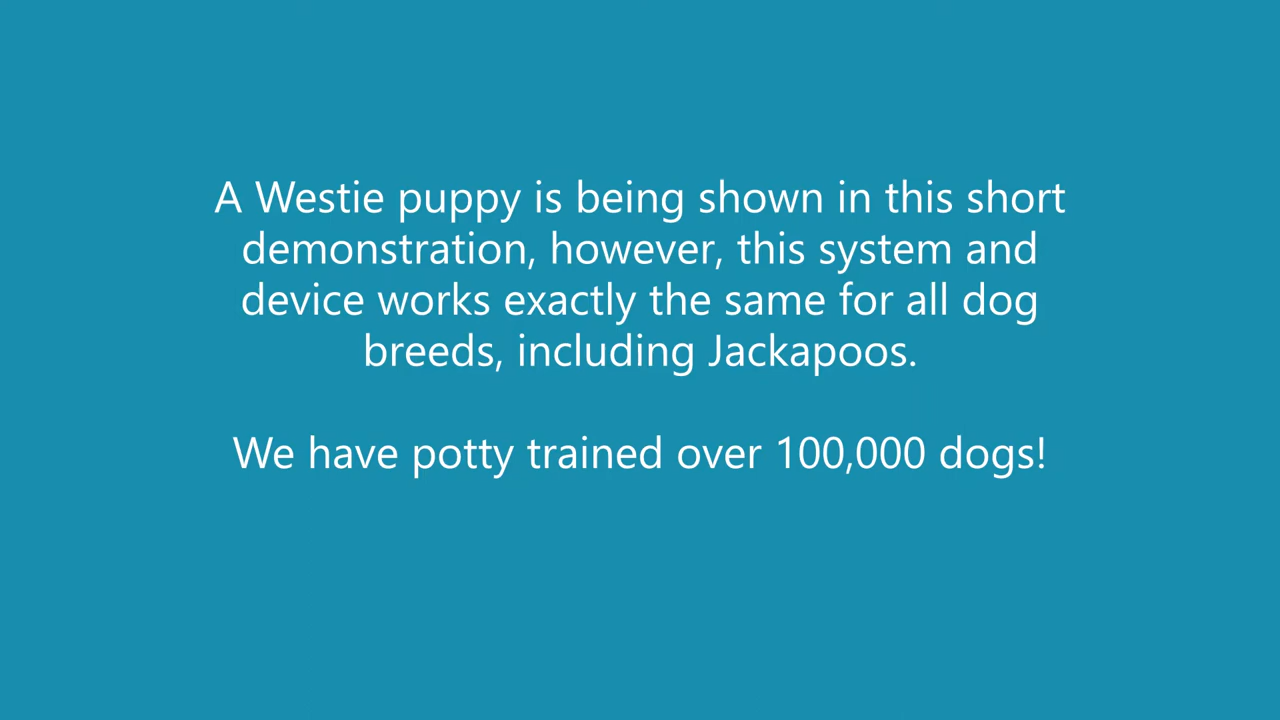 A Westie puppy is being shown in this short
demonstration, however, this system and
device works exactly the same for all dog
breeds, including Jackapoos.
We have potty trained over 100,000 dogs!